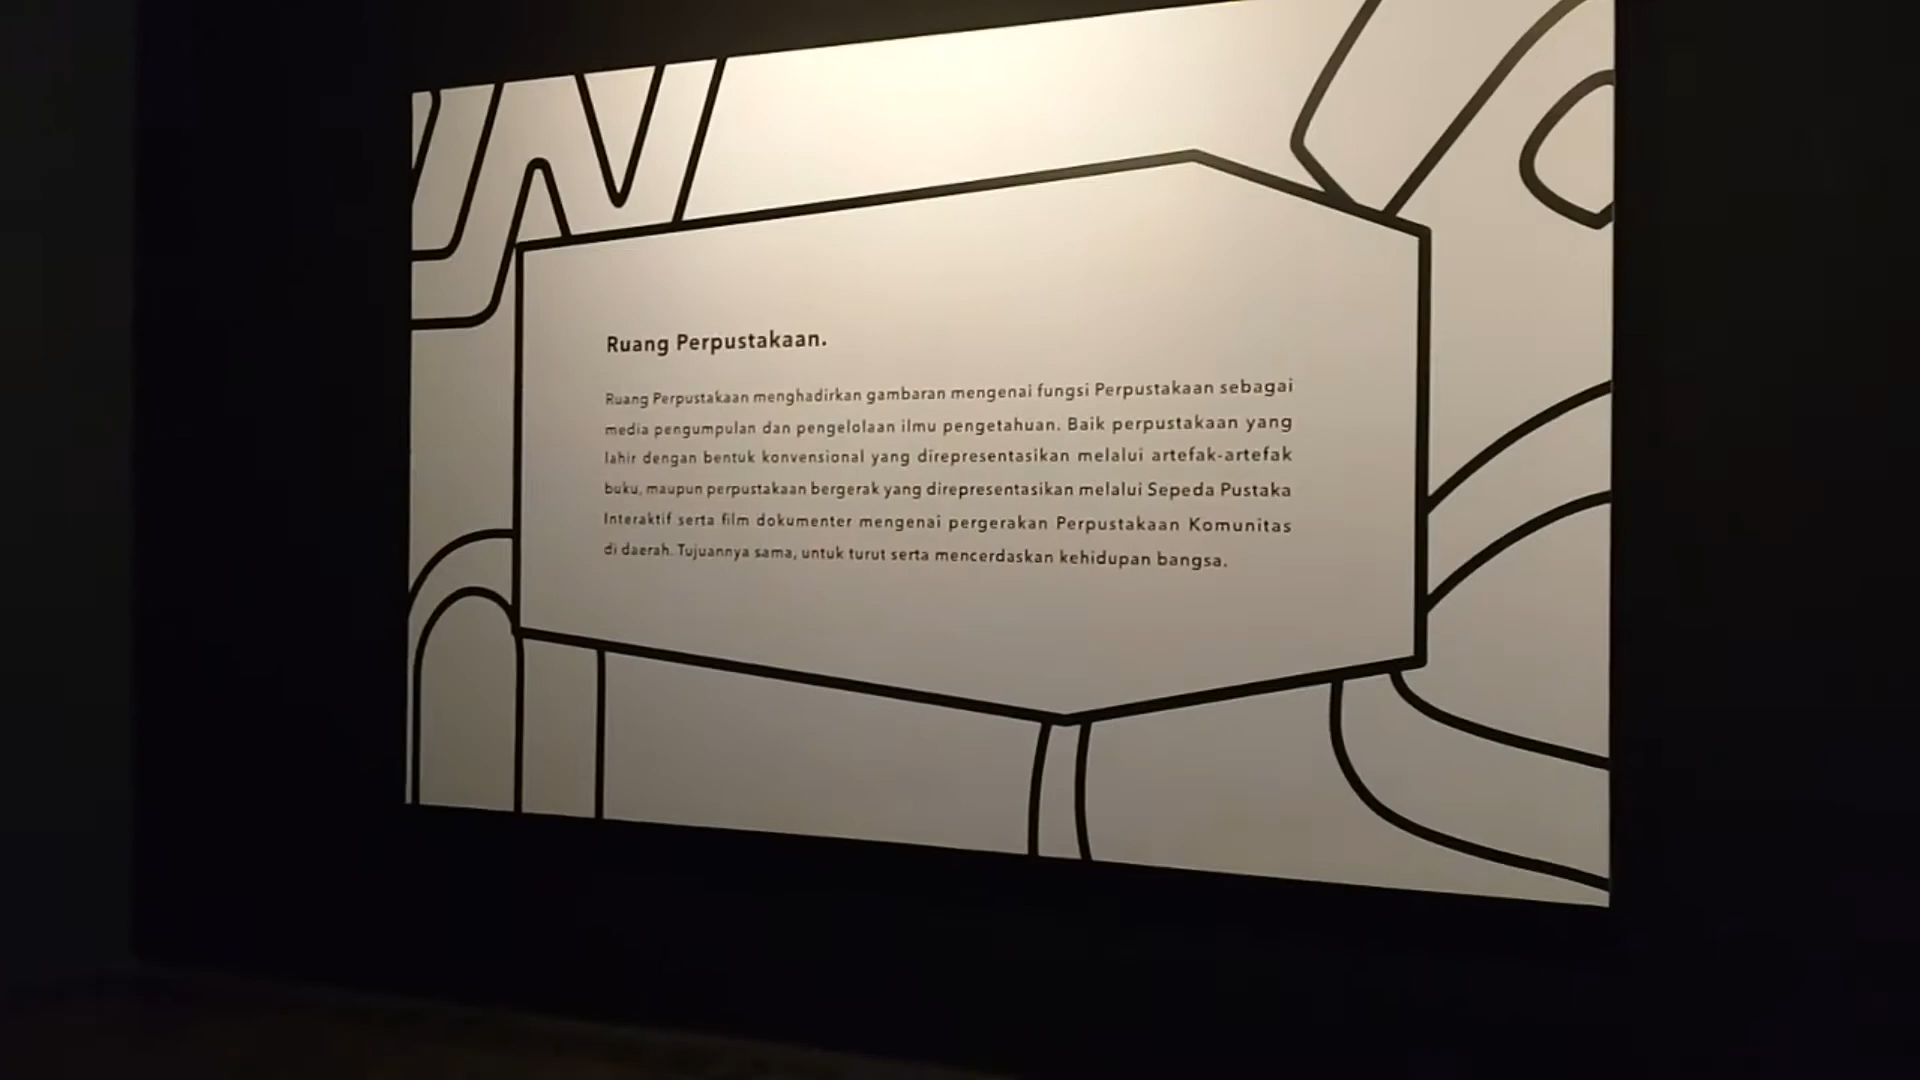 Ruang Perpustakaan.
Ruang Perpustakaan menghadirkan gambaran mengenai fungsi Perpustakaan sebagai
media pengumpulan dan pengelolaan ilmu pengetahuan. Baik perpustakaan yang
lahir dengan bentuk konvensional yang direpresentasikan melalui artefak-artefak
buku, maupun perpustakaan bergerak yang direpresentasikan melalui Sepeda Pustaka
Interaktif serta film dokumenter mengenai pergerakan Perpustakaan Komunitas
di daerah. Tujuannya sama, untuk turut serta mencerdaskan kehidupan bangsa.